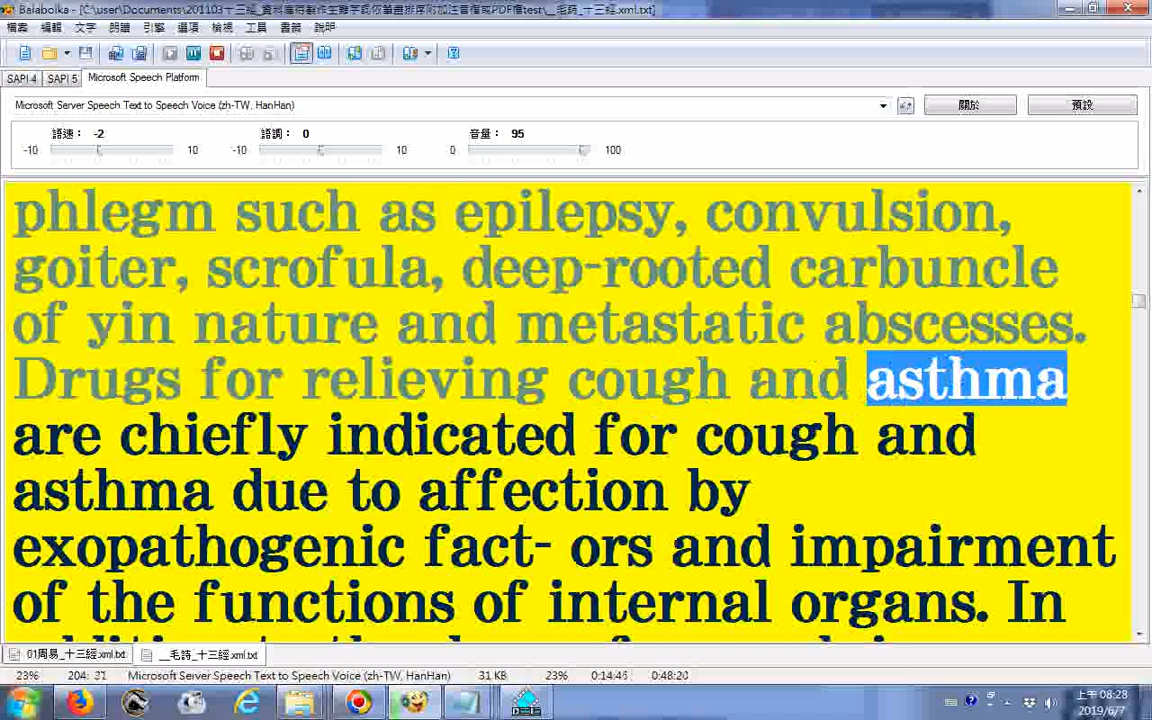 Balabolka - [C:\user\Documents\201103十三經_資料庫待製作生難字詞依筆畫排序附加注音檔或PDF檔test\__毛詩_十三經.xml.txt]
檔案 編輯 文字 朗讀 引擎 選項 檢視 工具 書籤 說明
SAPI 4 SAPI 5 Microsoft Speech Platform
Microsoft Server Speech Text to Speech Voice (zh-TW, HanHan) 關於 預設
語速： -2 語調： 0 音量： 95
-10 10 -10 10 0 100
phlegm such as epilepsy, convulsion,
goiter, scrofula, deep-rooted carbuncle
of yin nature and metastatic abscesses.
Drugs for relieving cough and asthma
are chiefly indicated for cough and
asthma due to affection by
exopathogenic fact- ors and impairment
of the functions of internal organs. In
01周易_十三經.xml.txt __毛詩_十三經.xml.txt
23% 204: 31 Microsoft Server Speech Text to Speech Voice (zh-TW, HanHan) 31 KB 23% 0:14:45 0:48:20
上午 08:28
2019/6/7